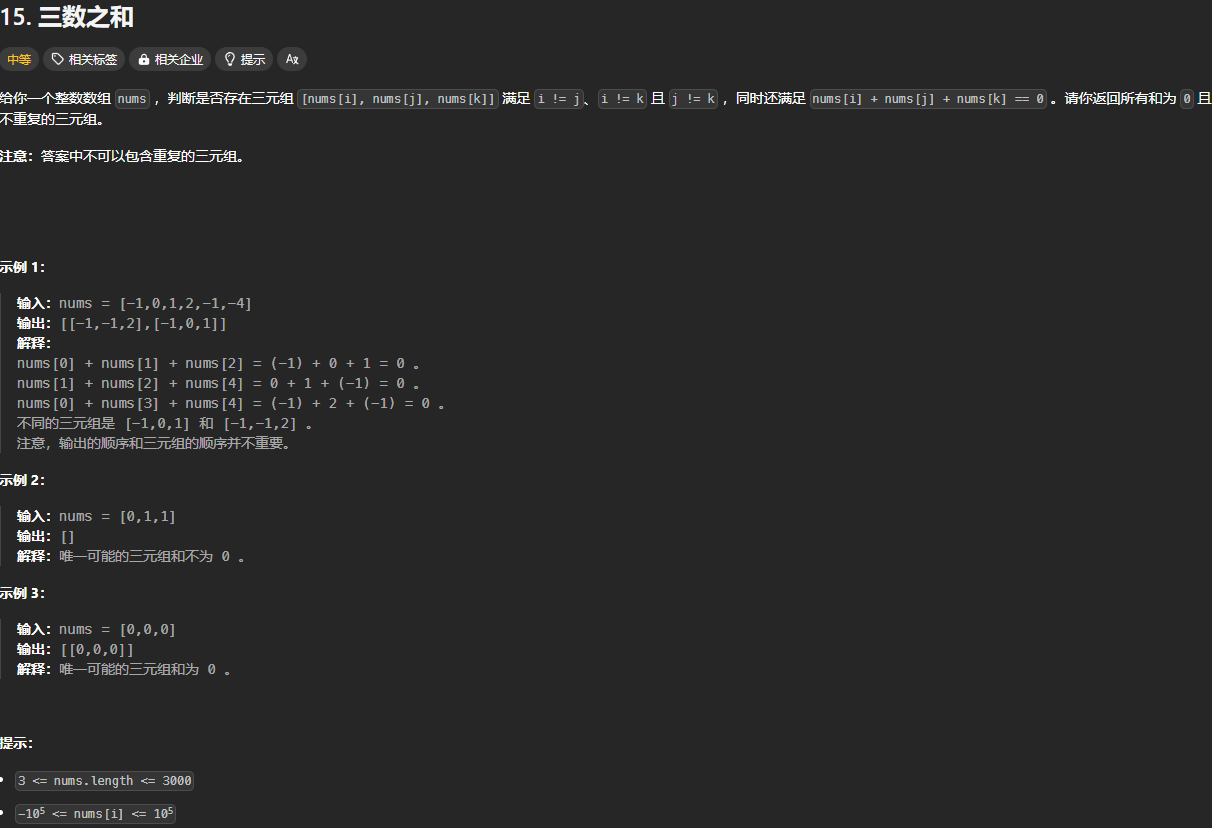 15. 三数之和
中等 相关标签 相关企业 提示 Ax
给你一个整数数组 nums ，判断是否存在三元组 [nums[i], nums[j], nums[k]] 满足 i != j、i != k 且 j != k ，同时还满足 nums[i] + nums[j] + nums[k] == 0 。请你返回所有和为 0 且
不重复的三元组。
注意：答案中不可以包含重复的三元组。
示例 1：
输入：nums = [-1,0,1,2,-1,-4]
输出：[[-1,-1,2],[-1,0,1]]
解释：
nums[0] + nums[1] + nums[2] = (-1) + 0 + 1 = 0 。
nums[1] + nums[2] + nums[4] = 0 + 1 + (-1) = 0 。
nums[0] + nums[3] + nums[4] = (-1) + 2 + (-1) = 0 。
不同的三元组是 [-1,0,1] 和 [-1,-1,2] 。
注意，输出的顺序和三元组的顺序并不重要。
示例 2：
输入：nums = [0,1,1]
输出：[]
解释：唯一可能的三元组和不为 0 。
示例 3：
输入：nums = [0,0,0]
输出：[[0,0,0]]
解释：唯一可能的三元组和为 0 。
提示：
3 <= nums.length <= 3000
-10⁵ <= nums[i] <= 10⁵